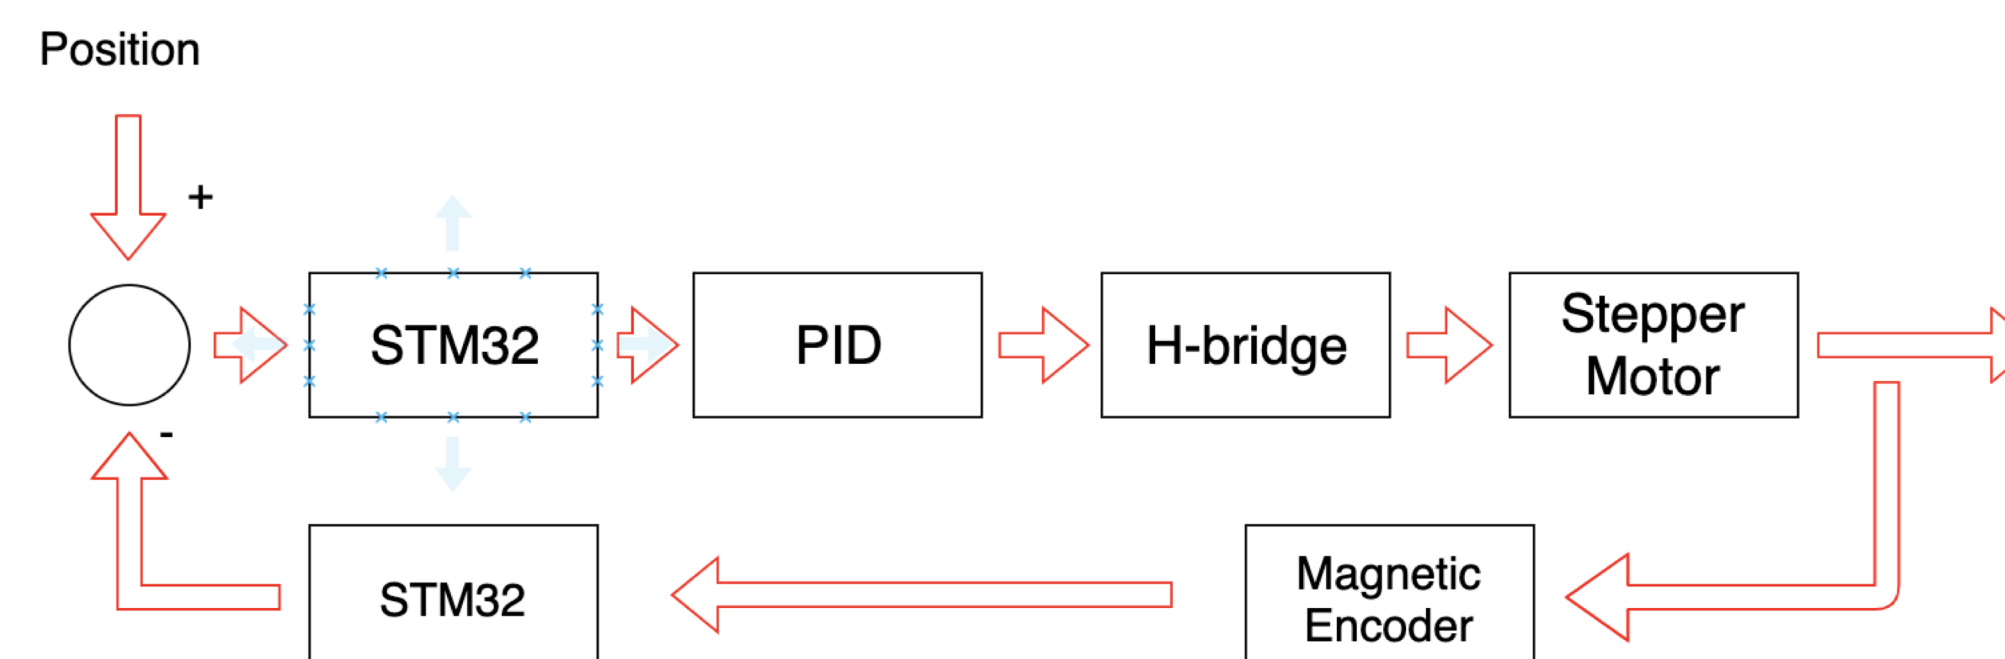 Position
+
STM32
PID
H-bridge
Stepper
Motor
-
STM32
Magnetic
Encoder